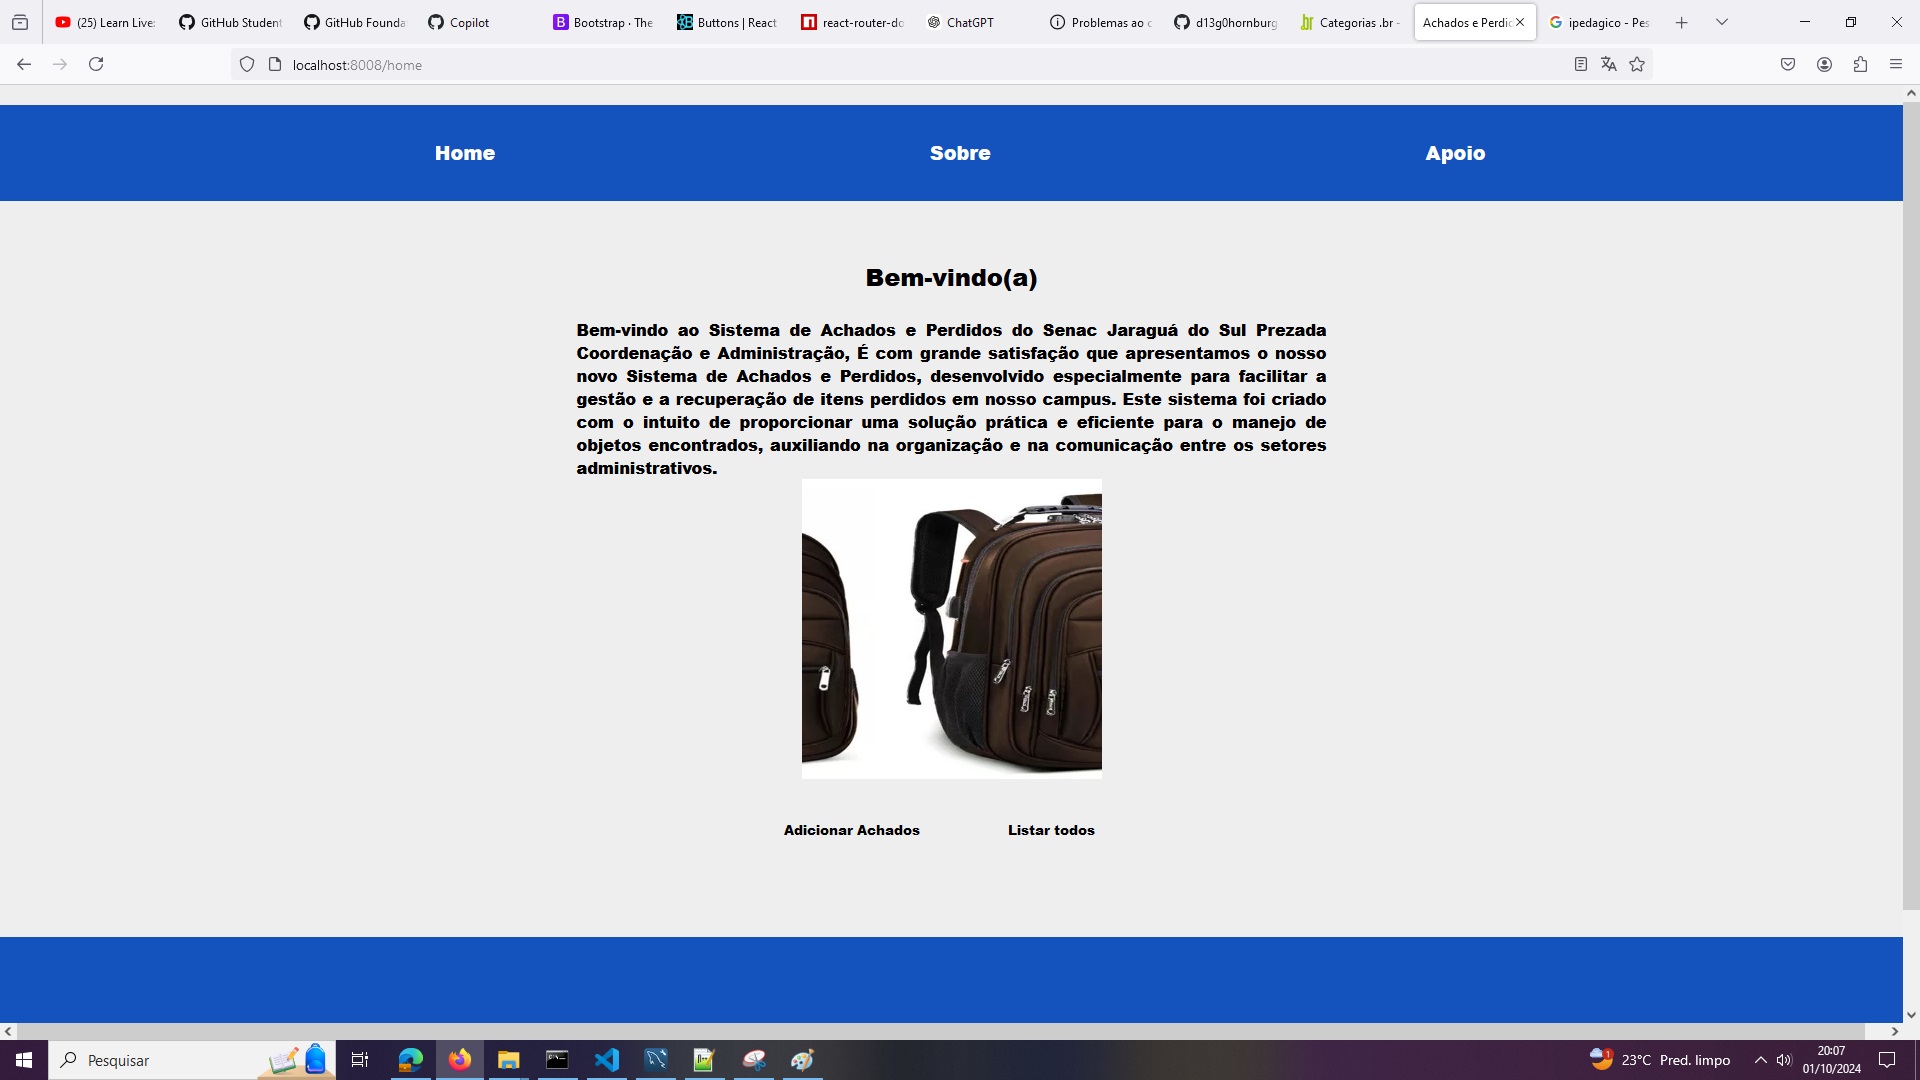 (25) Learn Live:
GitHub Student
GitHub Founda
Copilot
Bootstrap · The
Buttons | React
react-router-do
ChatGPT
Problemas ao c
d13g0hornburg
Categorias .br -
Achados e Perdid
ipedagico - Pes
localhost:8008/home
Home
Sobre
Apoio
Bem-vindo(a)
Bem-vindo ao Sistema de Achados e Perdidos do Senac Jaraguá do Sul Prezada
Coordenação e Administração, É com grande satisfação que apresentamos o nosso
novo Sistema de Achados e Perdidos, desenvolvido especialmente para facilitar a
gestão e a recuperação de itens perdidos em nosso campus. Este sistema foi criado
com o intuito de proporcionar uma solução prática e eficiente para o manejo de
objetos encontrados, auxiliando na organização e na comunicação entre os setores
administrativos.
Adicionar Achados
Listar todos
Pesquisar
1
23°C Pred. limpo
20:07
01/10/2024